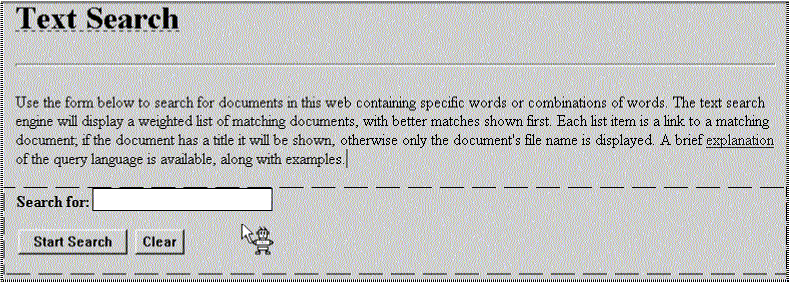 Text Search
Use the form below to search for documents in this web containing specific words or combinations of words. The text search
engine will display a weighted list of matching documents, with better matches shown first. Each list item is a link to a matching
document; if the document has a title it will be shown, otherwise only the document's file name is displayed. A brief explanation
of the query language is available, along with examples.
Search for:
Start Search Clear